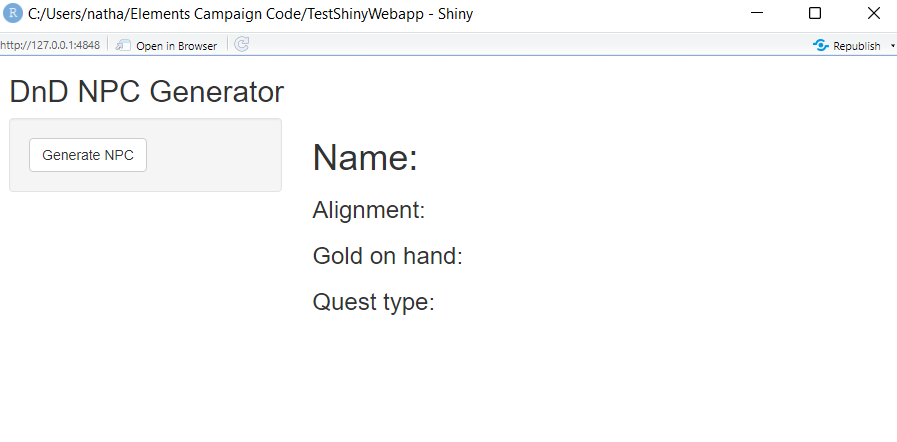 R C:/Users/natha/Elements Campaign Code/TestShinyWebapp - Shiny
http://127.0.0.1:4848 Open in Browser Republish
DnD NPC Generator
Generate NPC
Name:
Alignment:
Gold on hand:
Quest type: